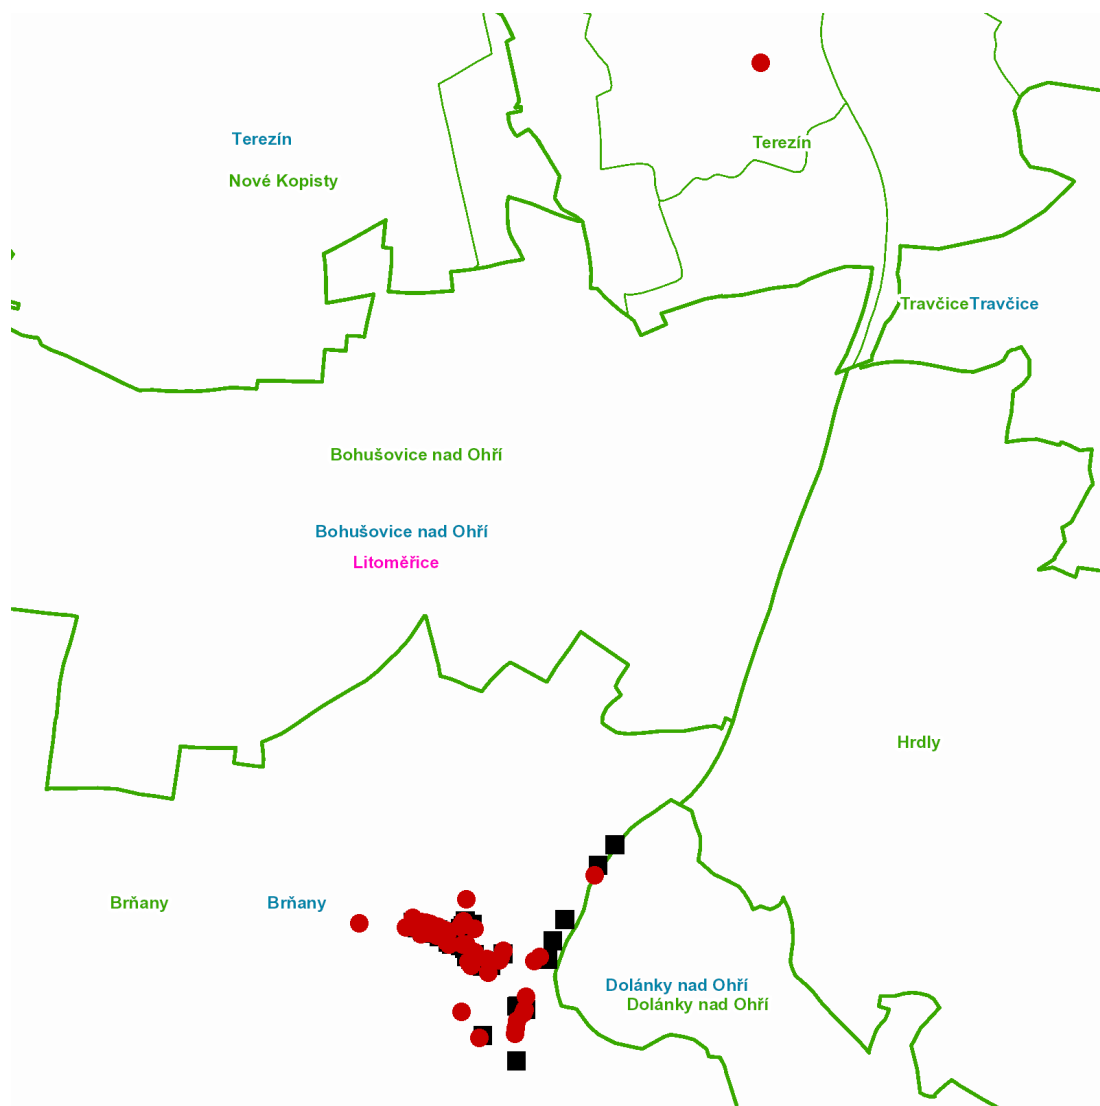 Terezín
Terezín
Nové Kopisty
TravčiceTravčice
Bohušovice nad Ohří
Bohušovice nad Ohří
Litoměřice
Hrdly
Brňany
Brňany
Dolánky nad Ohří
Dolánky nad Ohří